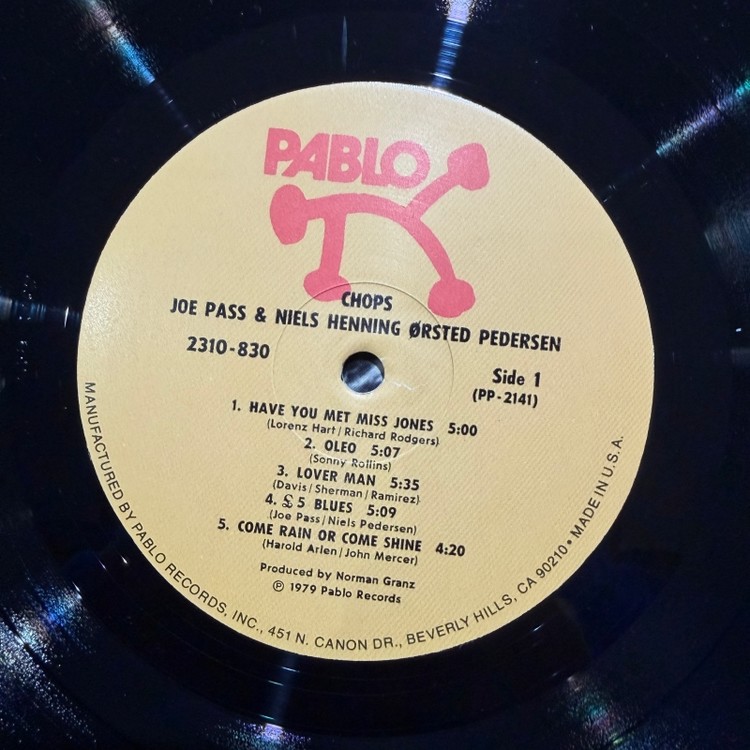 PABLO
CHOPS
JOE PASS & NIELS HENNING ØRSTED PEDERSEN
2310-830
Side 1
(PP-2141)
1. HAVE YOU MET MISS JONES 5:00
(Lorenz Hart/Richard Rodgers)
2. OLEO 5:07
(Sonny Rollins)
3. LOVER MAN 5:35
(Davis/Sherman/Ramirez)
4. £5 BLUES 5:09
(Joe Pass/Niels Pedersen)
5. COME RAIN OR COME SHINE 4:20
(Harold Arlen/John Mercer)
Produced by Norman Granz
℗ 1979 Pablo Records
MANUFACTURED BY PABLO RECORDS, INC., 451 N. CANON DR., BEVERLY HILLS, CA 90210 • MADE IN U.S.A.